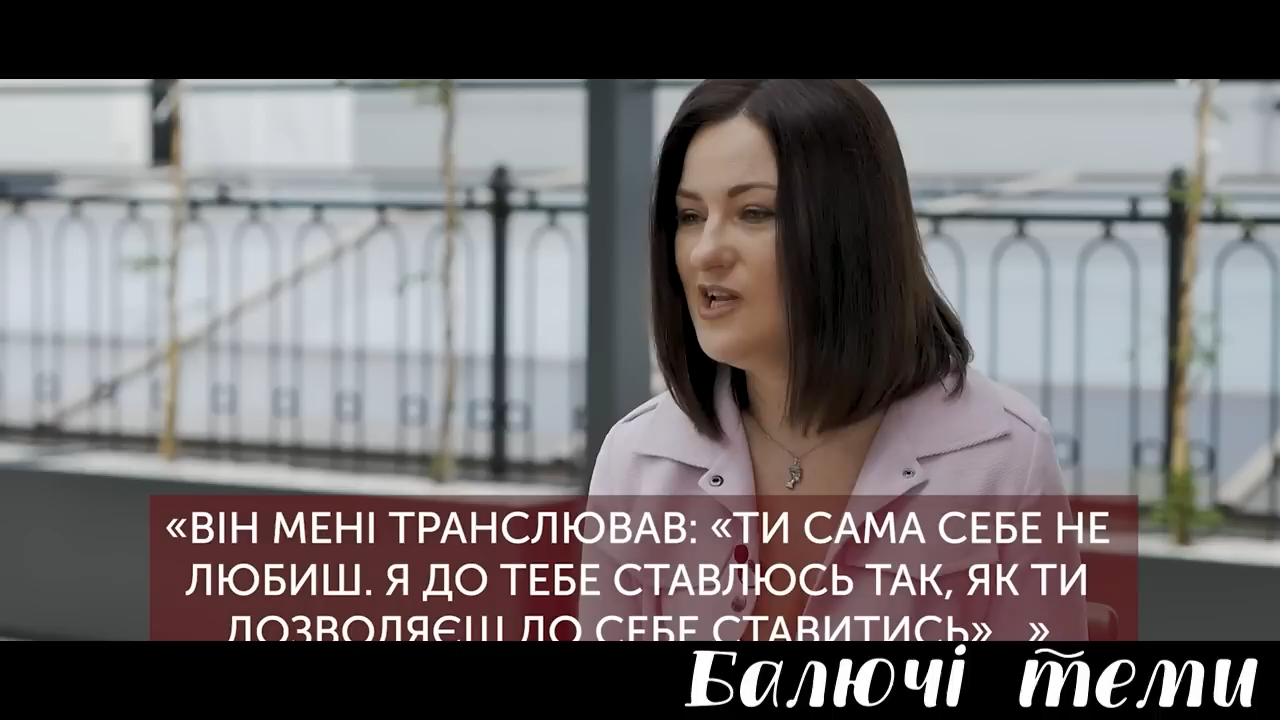 «ВІН МЕНІ ТРАНСЛЮВАВ: «ТИ САМА СЕБЕ НЕ
ЛЮБИШ. Я ДО ТЕБЕ СТАВЛЮСЬ ТАК, ЯК ТИ
ДОЗВОЛЯЄШ ДО СЕБЕ СТАВИТИСЬ»...»
Балючі теми